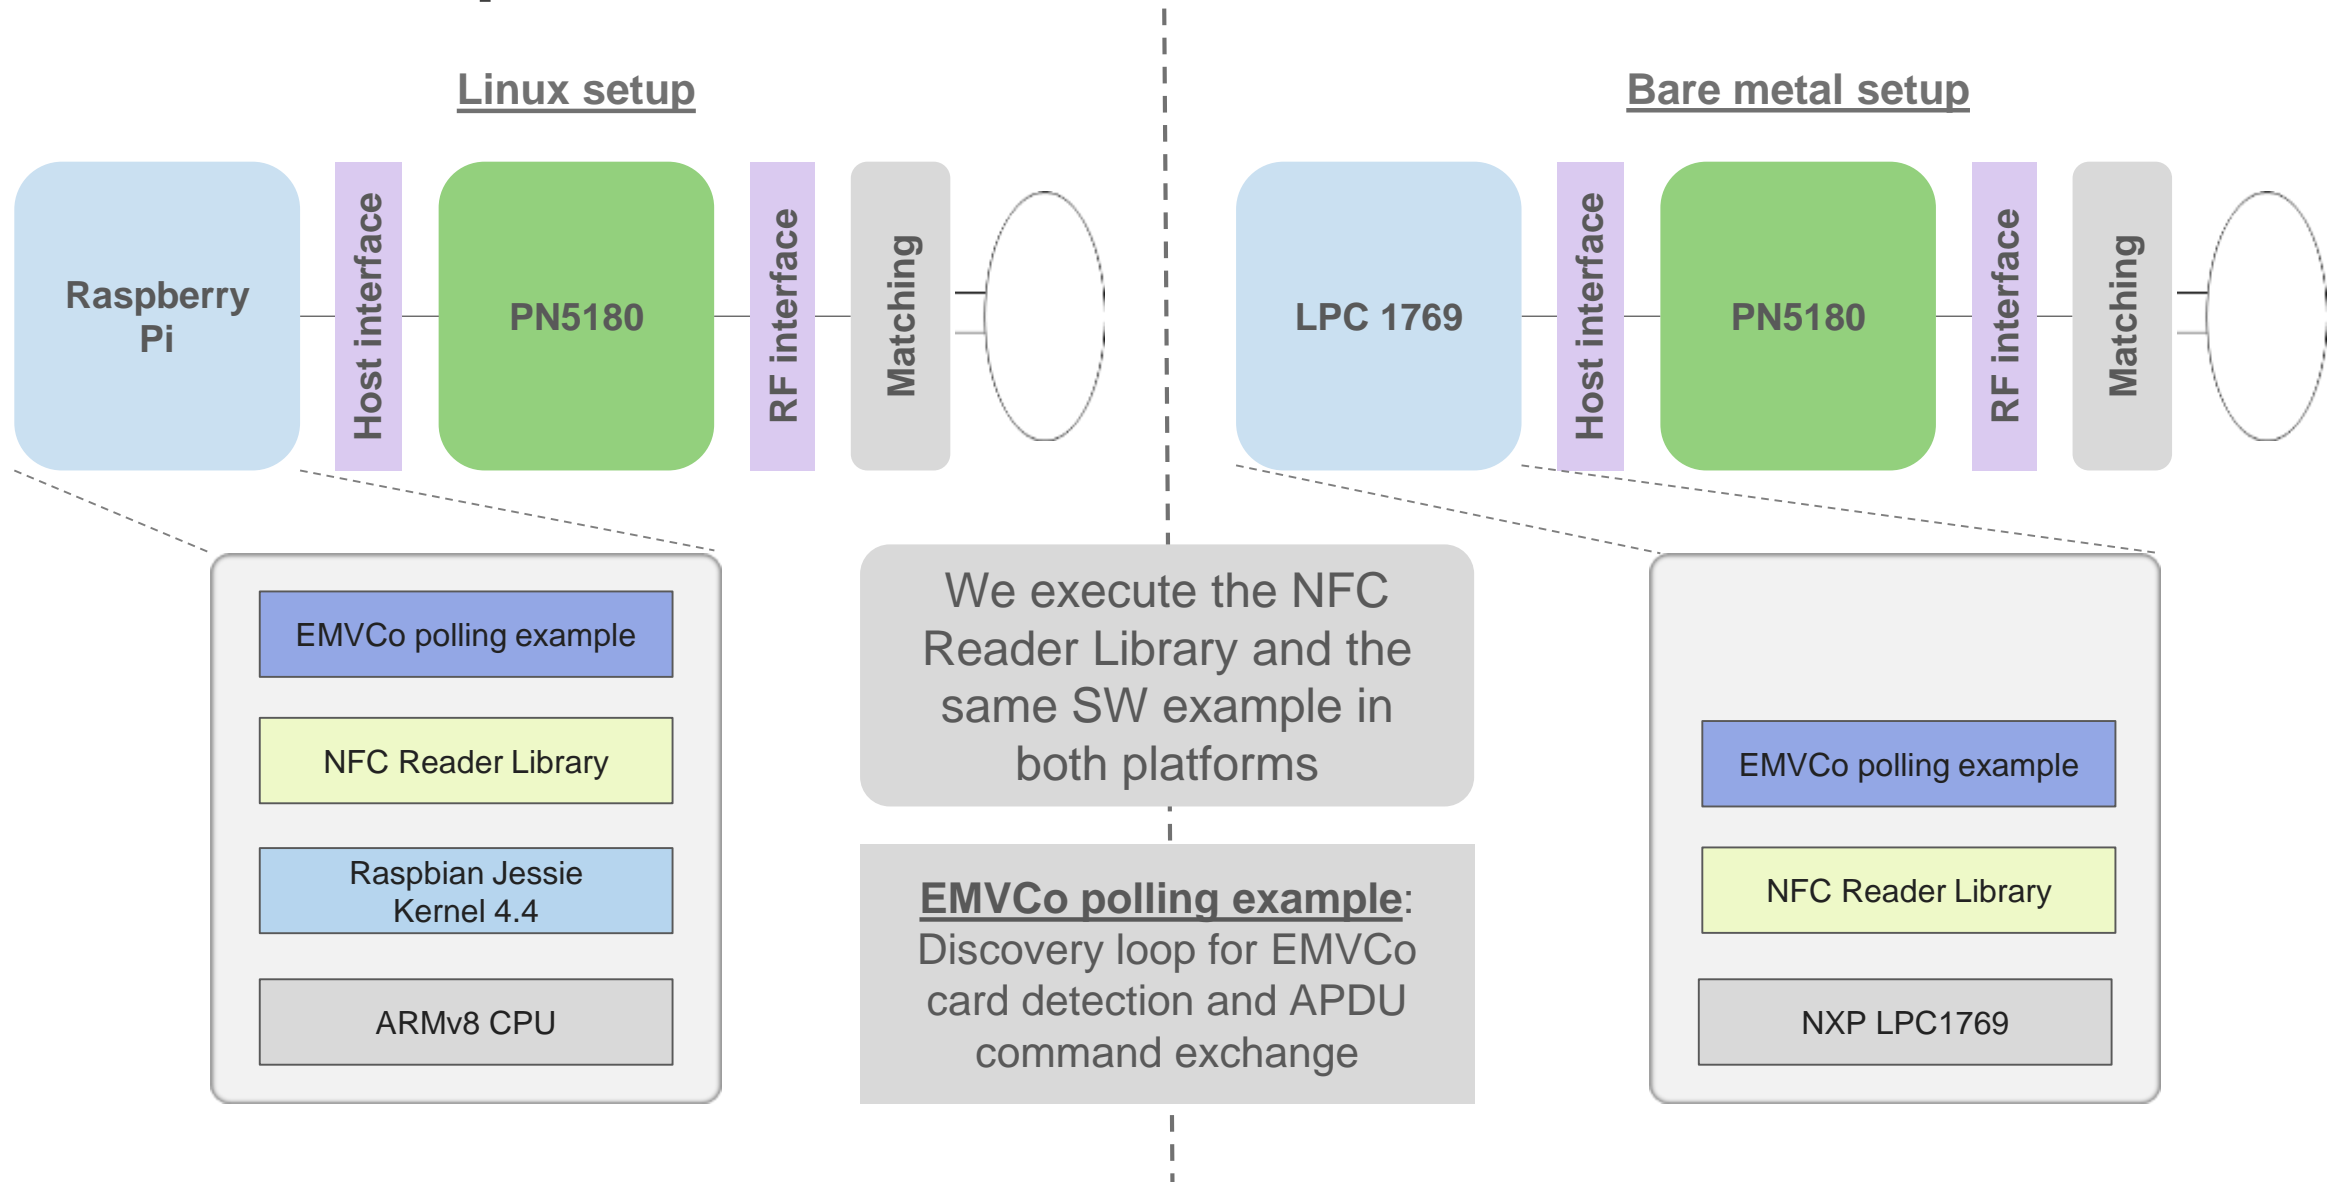 Linux setup
Raspberry
Pi
Host interface
PN5180
RF interface
Matching
EMVCo polling example
NFC Reader Library
Raspbian Jessie
Kernel 4.4
ARMv8 CPU
We execute the NFC
Reader Library and the
same SW example in
both platforms
EMVCo polling example:
Discovery loop for EMVCo
card detection and APDU
command exchange
Bare metal setup
LPC 1769
Host interface
PN5180
RF interface
Matching
EMVCo polling example
NFC Reader Library
NXP LPC1769